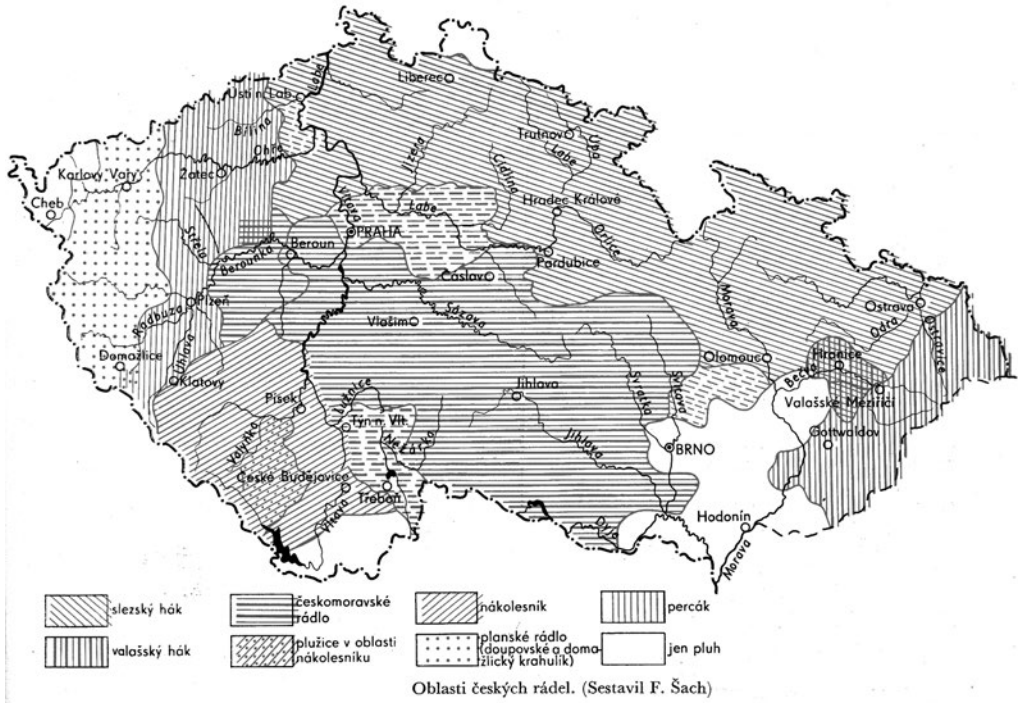 Labe
Liberec
Ústí n. Lab.
Bílina
Ohře
Trutnov
Úpa
Labe
Jizera
Cidlina
Karlovy Vary
Žatec
Cheb
Vltava
Labe
Hradec Králové
Orlice
PRAHA
Střela
Beroun
Berounka
Pardubice
Čáslav
Plzeň
Radbuza
Úhlava
Sázava
Vlašim
Morava
Ostrava
Odra
Ostravice
Domažlice
Klatovy
Olomouc
Hranice
Bečva
Písek
Lužnice
Jihlava
Svratka
Svitava
Valašské Meziříčí
Týn n. Vlt.
Nežárka
Gottwaldov
Volyňka
Jihlava
BRNO
České Budějovice
Třeboň
Vltava
Hodonín
Dyje
Morava
slezský hák
českomoravské
rádlo
nákolesník
percák
valašský hák
plužice v oblasti
nákolesníku
planské rádlo
(doupovské a doma-
žlický krahulík)
jen pluh
Oblasti českých rádel. (Sestavil F. Šach)